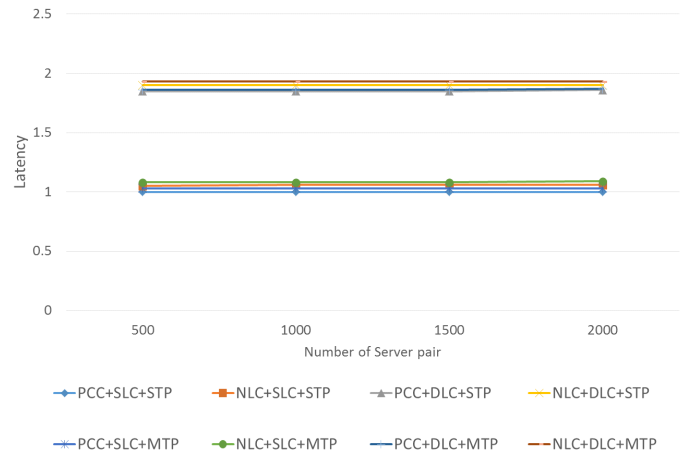 2.5
2
1.5
1
0.5
0
Latency
500 1000 1500 2000
Number of Server pair
PCC+SLC+STP NLC+SLC+STP PCC+DLC+STP NLC+DLC+STP
PCC+SLC+MTP NLC+SLC+MTP PCC+DLC+MTP NLC+DLC+MTP